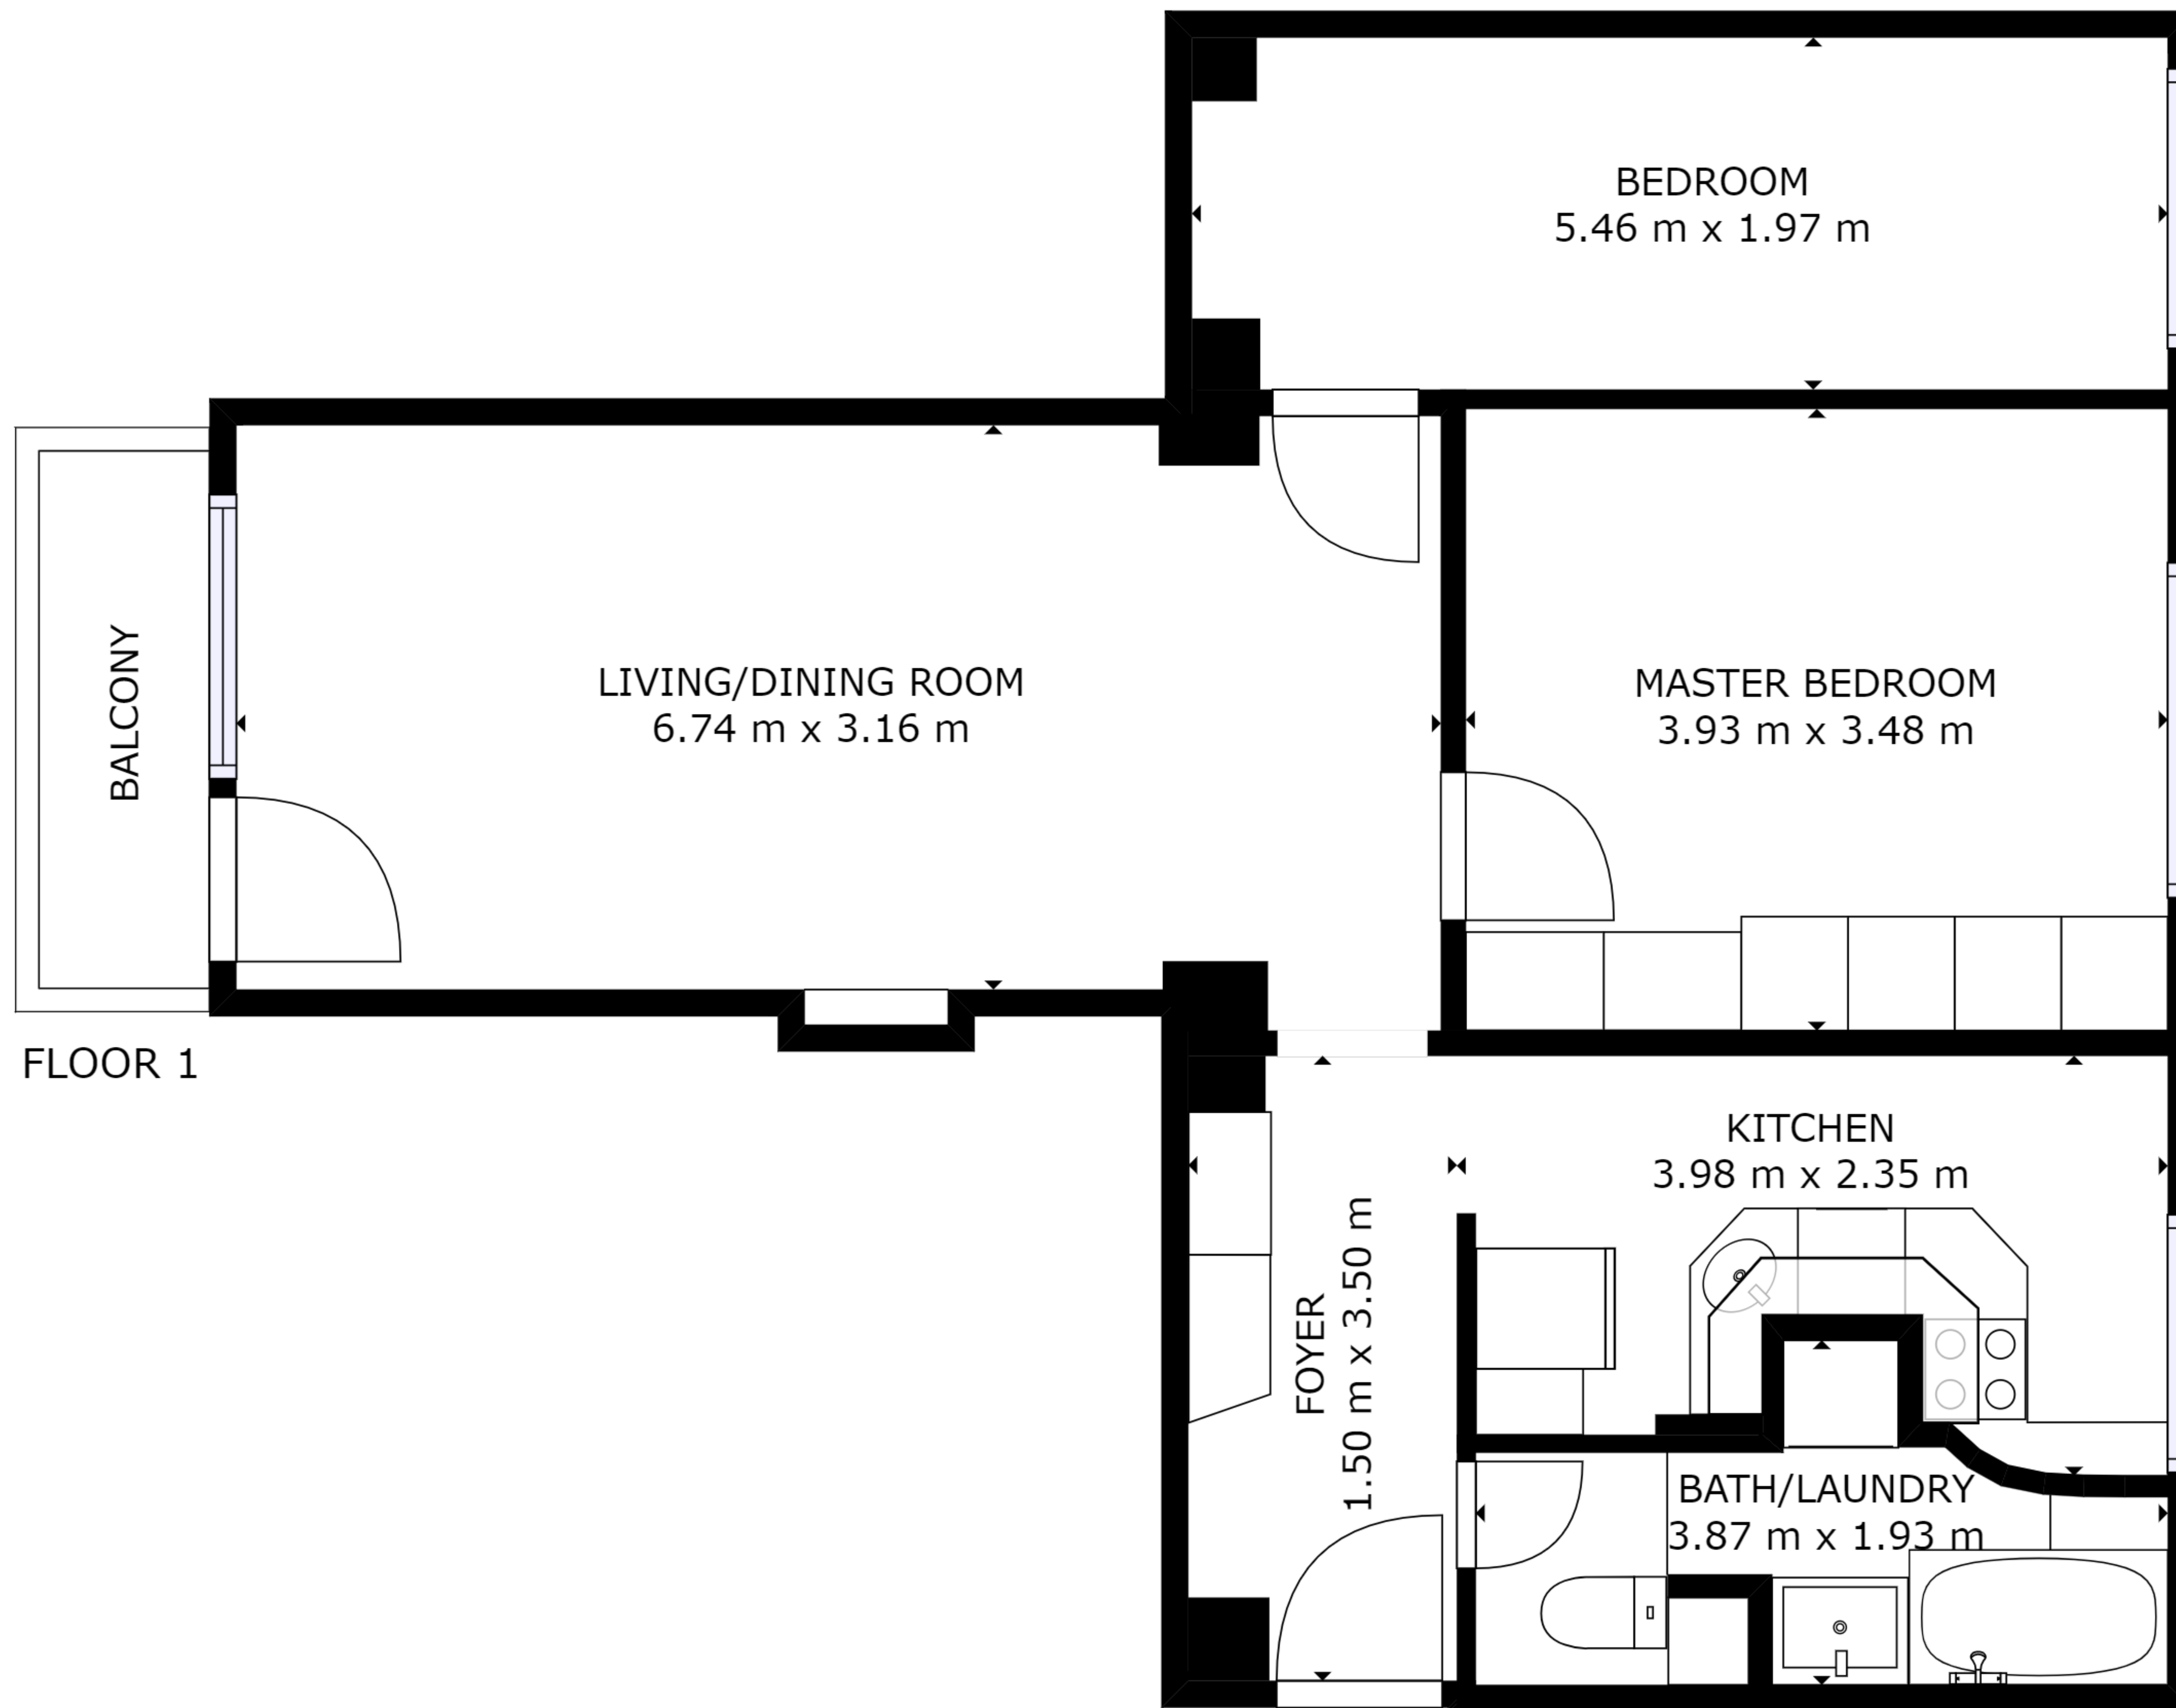 BEDROOM
5.46 m x 1.97 m
BALCONY
LIVING/DINING ROOM
6.74 m x 3.16 m
MASTER BEDROOM
3.93 m x 3.48 m
FLOOR 1
KITCHEN
3.98 m x 2.35 m
FOYER
1.50 m x 3.50 m
BATH/LAUNDRY
3.87 m x 1.93 m